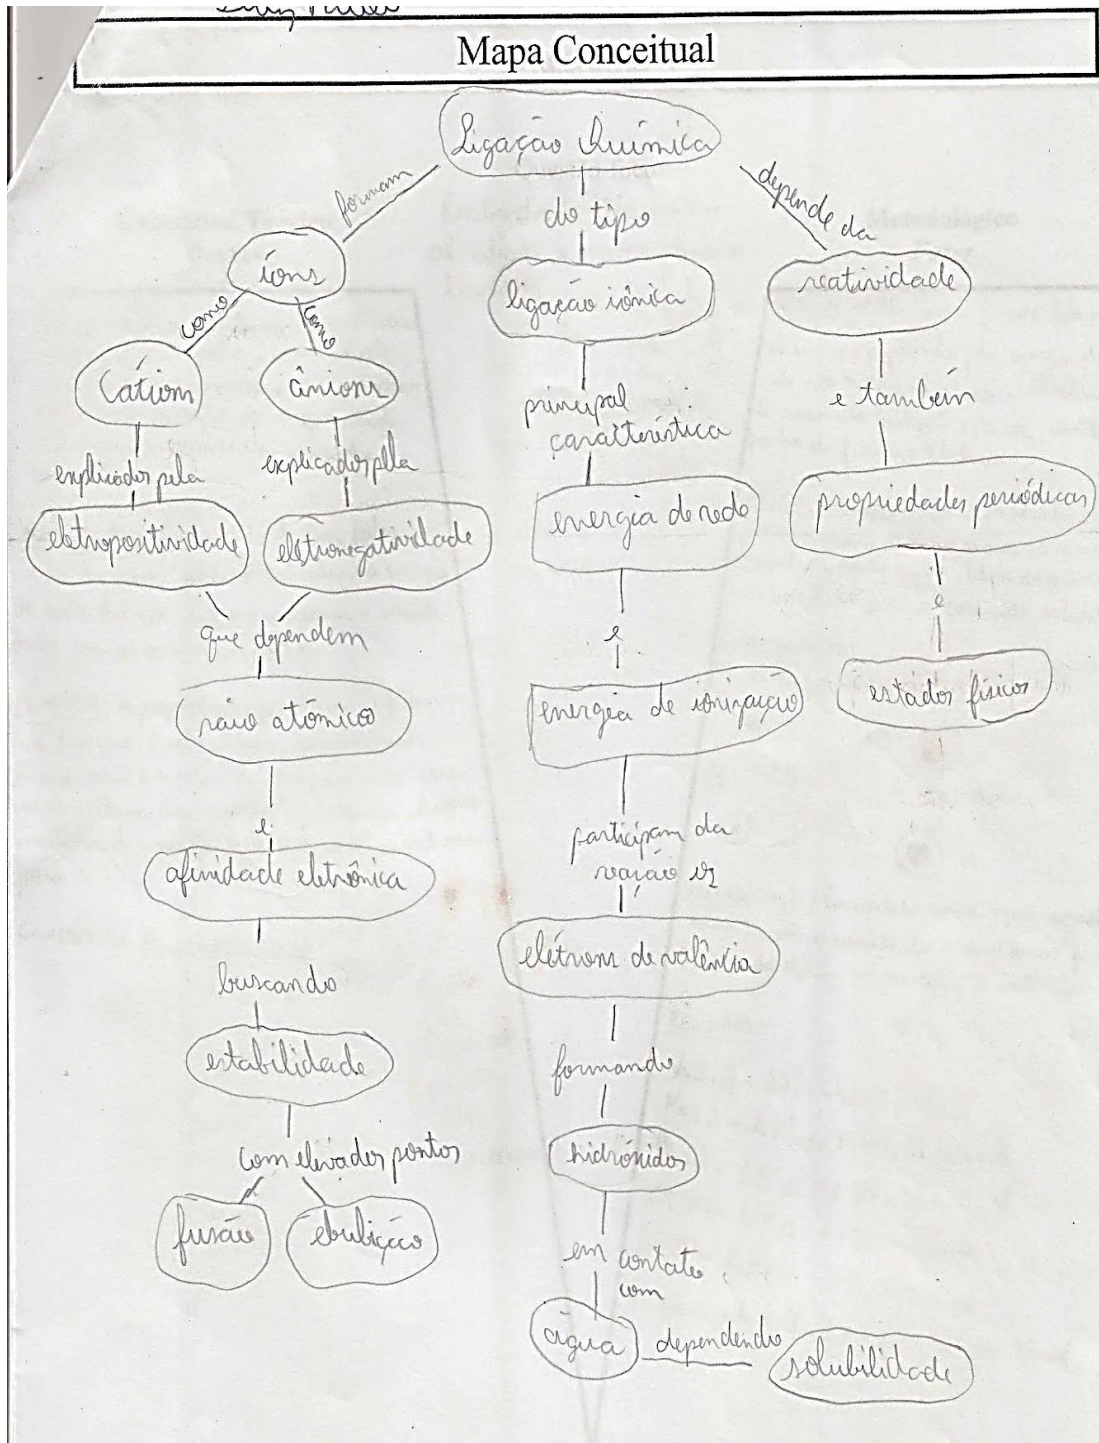 Mapa Conceitual
Ligação Química
formam
do tipo
depende da
íons
ligação iônica
reatividade
como
como
Cátions
ânions
principal
característica
e também
explicados pela
explicados pela
eletropositividade
eletronegatividade
energia de rede
propriedades periódicas
que dependem
e
e
raio atômico
energia de ionização
estados físicos
e
participam da
reação os
afinidade eletrônica
elétrons de valência
buscando
formando
estabilidade
com elevados pontos
hidróxidos
fusão
ebulição
em contato
com
água
dependendo
solubilidade